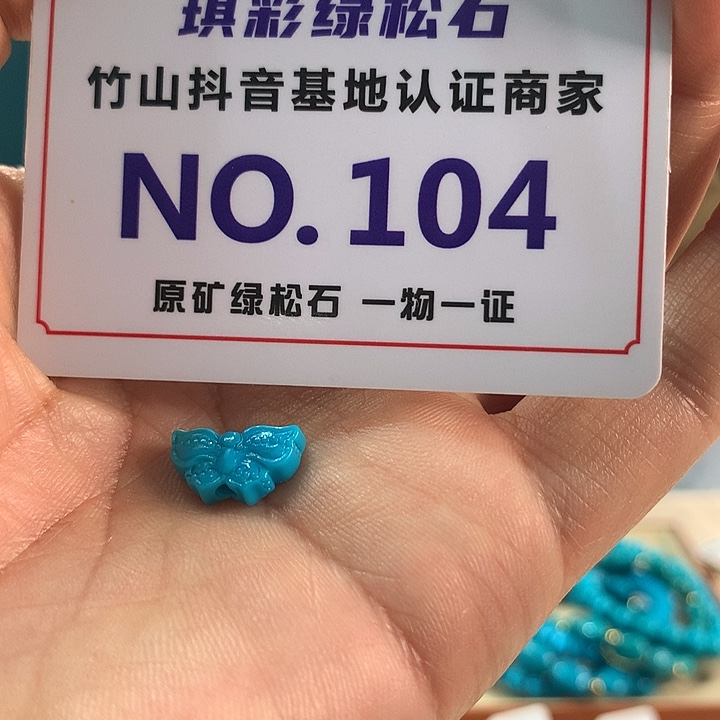 琪彩绿松石
竹山抖音基地认证商家
NO.104
原矿绿松石 一物一证